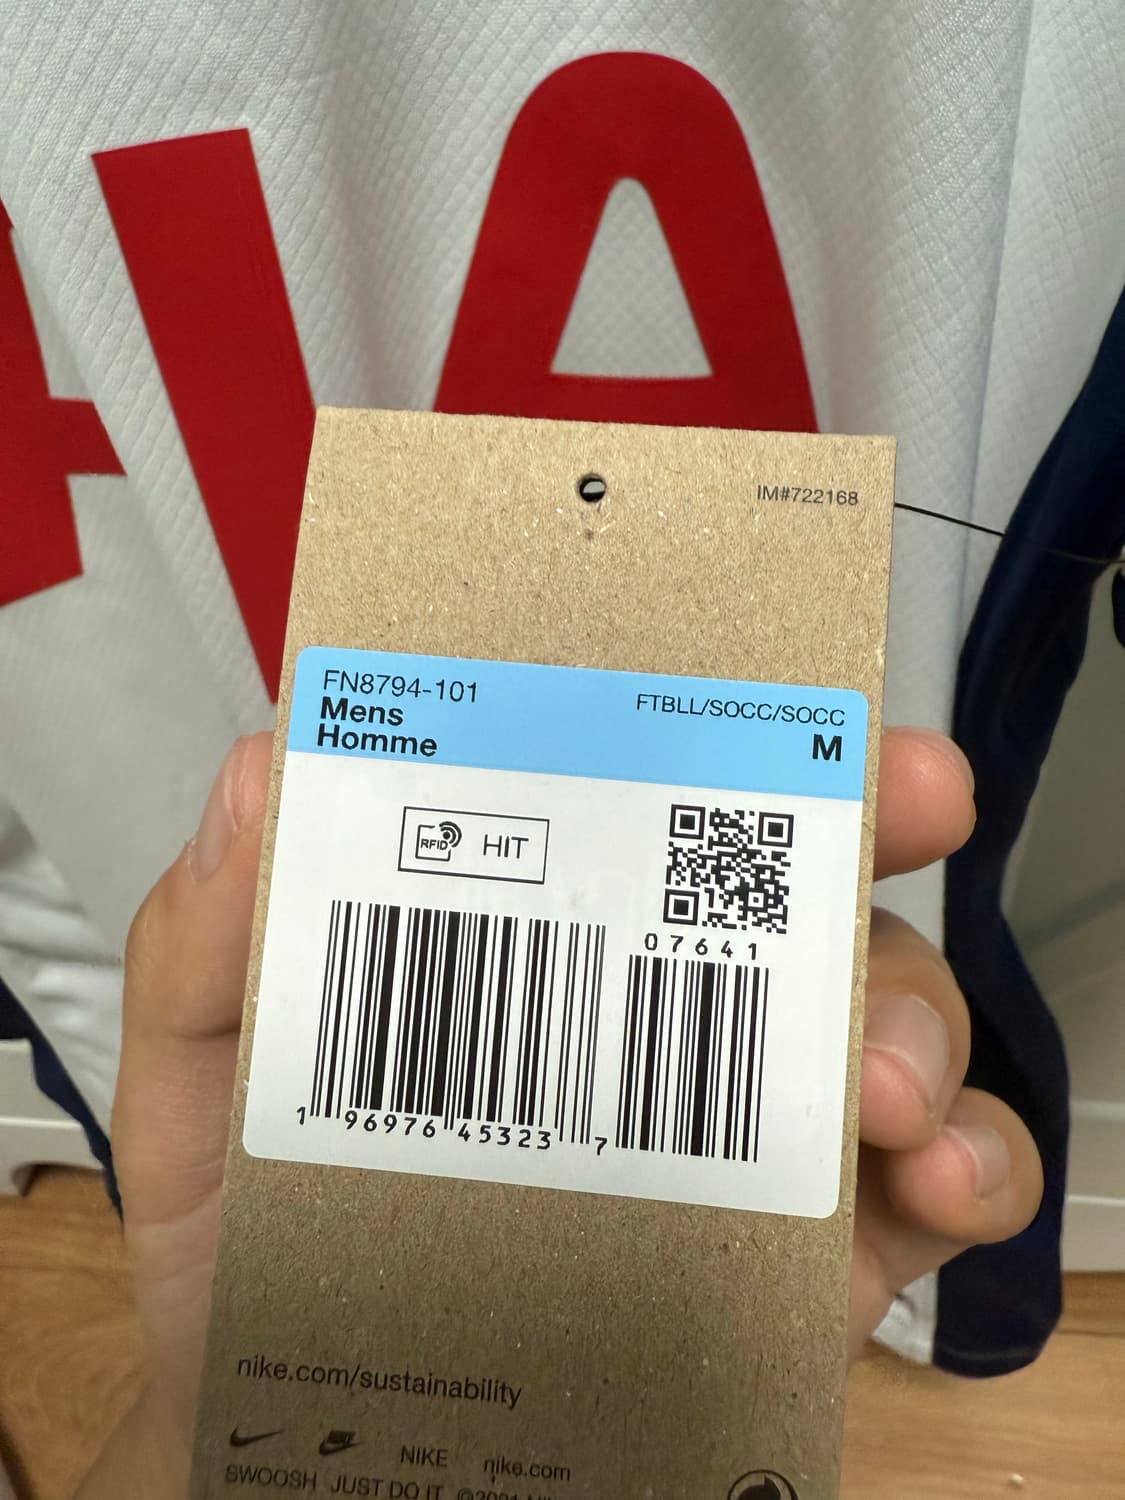 IA
IM#722168
FN8794-101
FTBLL/SOCC/SOCC
Mens
Homme
M
RFID HIT
07641
1 96976 45323 7
nike.com/sustainability
NIKE nike.com
SWOOSH JUST DO IT